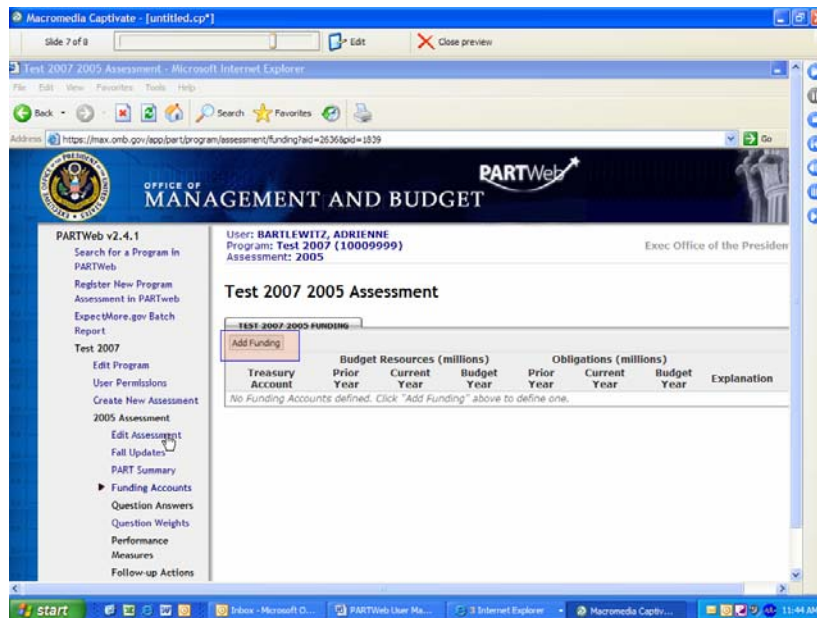 Macromedia Captivate - [untitled.cp*]
Slide 7 of 8
Edit
Close preview
Test 2007 2005 Assessment - Microsoft Internet Explorer
File Edit View Favorites Tools Help
Back
Search
Favorites
Address
https://max.omb.gov/app/part/program/assessment/funding?aid=2636&pid=1839
Go
OFFICE OF
MANAGEMENT AND BUDGET
PARTWeb
PARTWeb v2.4.1
Search for a Program in
PARTWeb
Register New Program
Assessment in PARTweb
ExpectMore.gov Batch
Report
Test 2007
Edit Program
User Permissions
Create New Assessment
2005 Assessment
Edit Assessment
Fall Updates
PART Summary
Funding Accounts
Question Answers
Question Weights
Performance
Measures
Follow-up Actions
User: BARTLEWITZ, ADRIENNE
Program: Test 2007 (10009999)
Assessment: 2005
Exec Office of the Presiden
Test 2007 2005 Assessment
TEST 2007 2005 FUNDING
Add Funding
Budget Resources (millions) Obligations (millions)
Treasury Account Prior Year Current Year Budget Year Prior Year Current Year Budget Year Explanation
No Funding Accounts defined. Click "Add Funding" above to define one.
start
Inbox - Microsoft O...
PARTWeb User Ma...
3 Internet Explorer
Macromedia Captiv...
11:44 AM